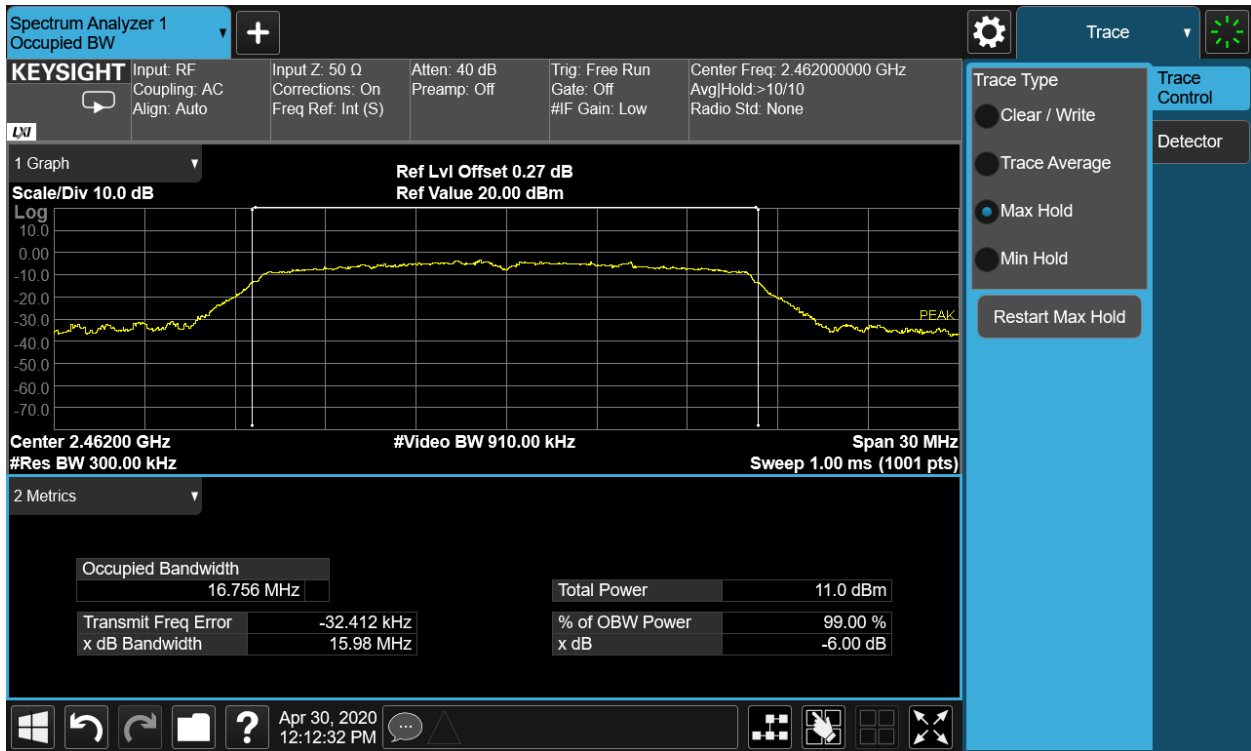 Spectrum Analyzer 1
Occupied BW
+
Trace
KEYSIGHT
LXI
Input: RF
Coupling: AC
Align: Auto
Input Z: 50 Ω
Corrections: On
Freq Ref: Int (S)
Atten: 40 dB
Preamp: Off
Trig: Free Run
Gate: Off
#IF Gain: Low
Center Freq: 2.462000000 GHz
Avg|Hold:>10/10
Radio Std: None
Trace Type
Clear / Write
Trace Average
Max Hold
Min Hold
Restart Max Hold
Trace
Control
Detector
1 Graph
Scale/Div 10.0 dB
Ref Lvl Offset 0.27 dB
Ref Value 20.00 dBm
Log
10.0
0.00
-10.0
-20.0
-30.0
-40.0
-50.0
-60.0
-70.0
PEAK
Center 2.46200 GHz
#Res BW 300.00 kHz
#Video BW 910.00 kHz
Span 30 MHz
Sweep 1.00 ms (1001 pts)
2 Metrics
Occupied Bandwidth
16.756 MHz
Transmit Freq Error -32.412 kHz
x dB Bandwidth 15.98 MHz
Total Power 11.0 dBm
% of OBW Power 99.00 %
x dB -6.00 dB
?
Apr 30, 2020
12:12:32 PM